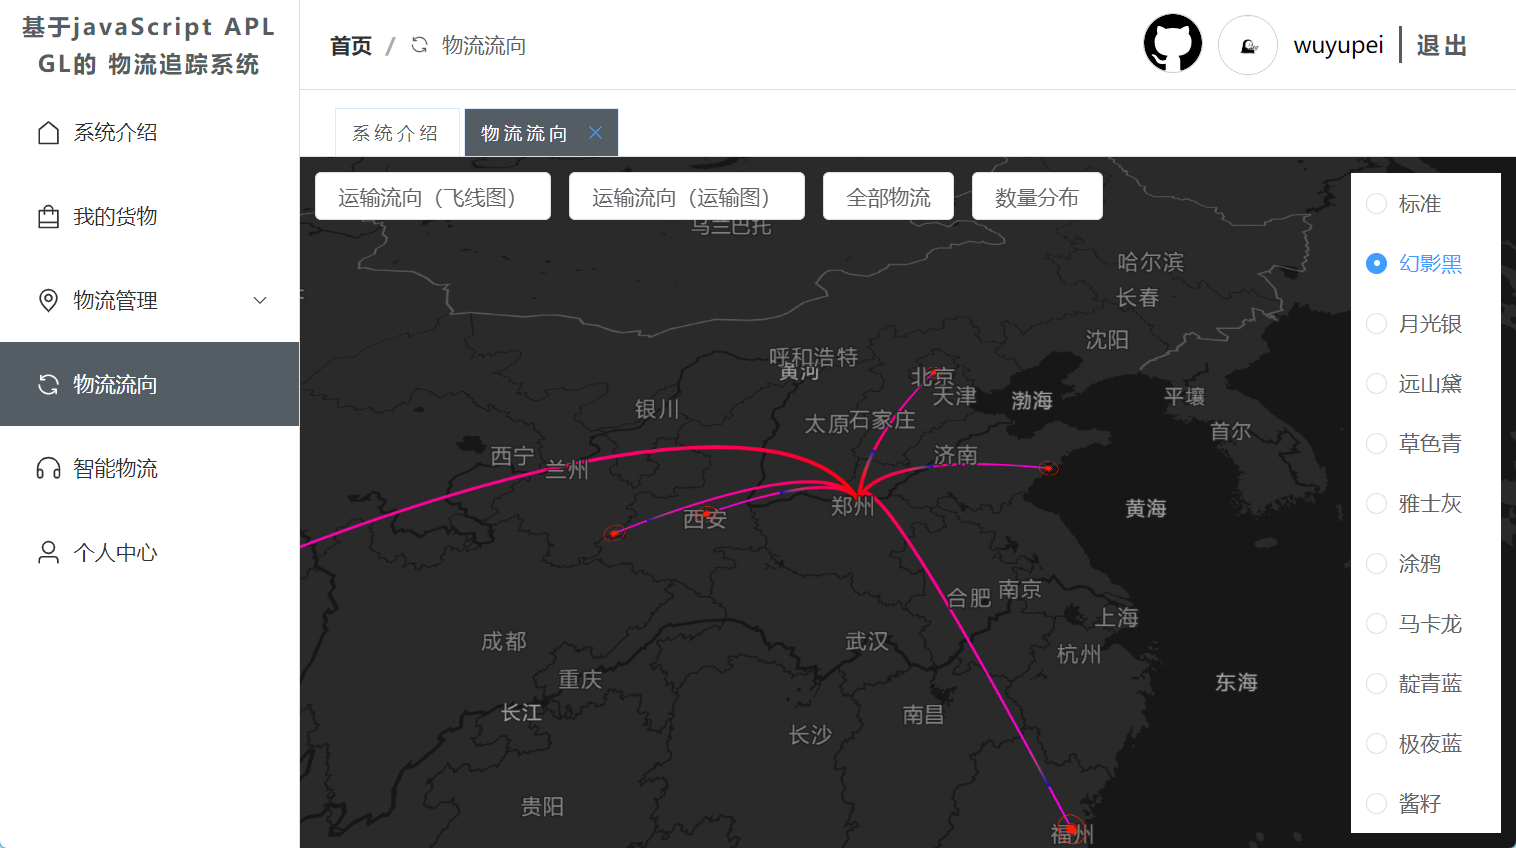 基于javaScript APL
GL的 物流追踪系统
系统介绍
我的货物
物流管理
物流流向
智能物流
个人中心
首页 / 物流流向
wuyupei 退出
系统介绍 物流流向
运输流向（飞线图） 运输流向（运输图） 全部物流 数量分布
标准
幻影黑
月光银
远山黛
草色青
雅士灰
涂鸦
马卡龙
靛青蓝
极夜蓝
酱籽
乌兰巴托
哈尔滨
长春
沈阳
呼和浩特
黄河
北京
天津
渤海
平壤
银川
太原
石家庄
首尔
西宁
兰州
济南
郑州
西安
黄海
合肥
南京
上海
成都
武汉
杭州
重庆
东海
长江
南昌
长沙
贵阳
福州